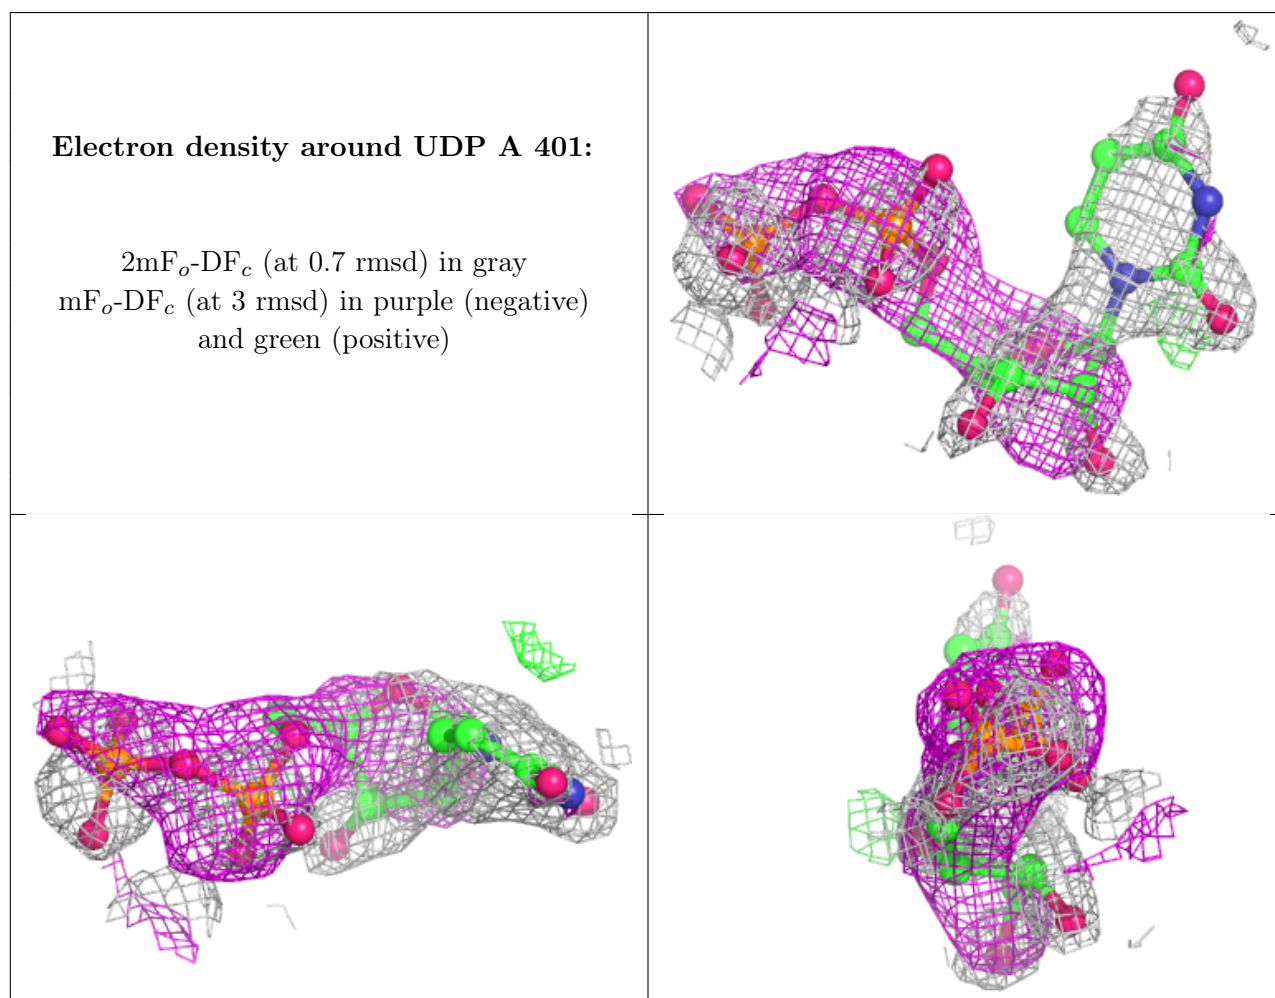 Electron density around UDP A 401:
2mF$_o$-DF$_c$ (at 0.7 rmsd) in gray
mF$_o$-DF$_c$ (at 3 rmsd) in purple (negative)
and green (positive)